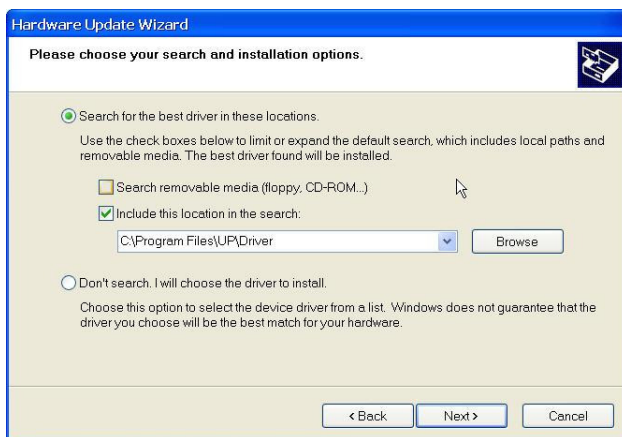 Hardware Update Wizard
Please choose your search and installation options.
Search for the best driver in these locations.
Use the check boxes below to limit or expand the default search, which includes local paths and
removable media. The best driver found will be installed.
Search removable media (floppy, CD-ROM...)
Include this location in the search:
C:\Program Files\UP\Driver
Browse
Don't search. I will choose the driver to install.
Choose this option to select the device driver from a list. Windows does not guarantee that the
driver you choose will be the best match for your hardware.
< Back
Next >
Cancel